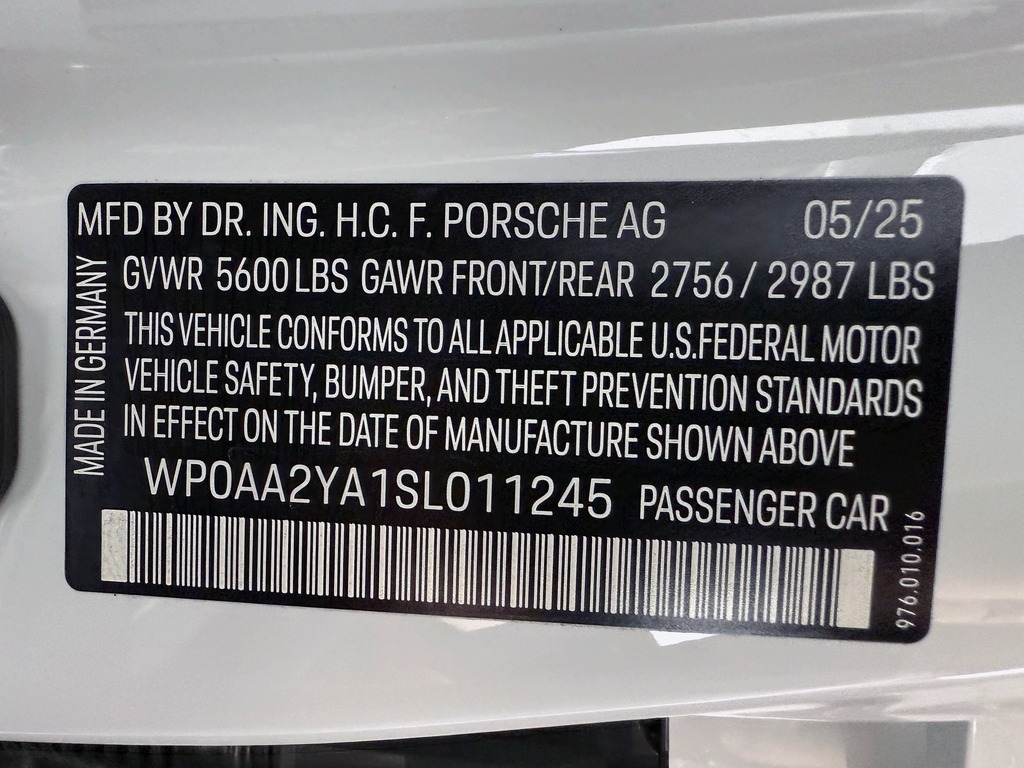 MFD BY DR. ING. H.C. F. PORSCHE AG 05/25
GVWR 5600 LBS GAWR FRONT/REAR 2756 / 2987 LBS
THIS VEHICLE CONFORMS TO ALL APPLICABLE U.S.FEDERAL MOTOR
VEHICLE SAFETY, BUMPER, AND THEFT PREVENTION STANDARDS
IN EFFECT ON THE DATE OF MANUFACTURE SHOWN ABOVE
WP0AA2YA1SL011245 PASSENGER CAR
MADE IN GERMANY
976.010.016